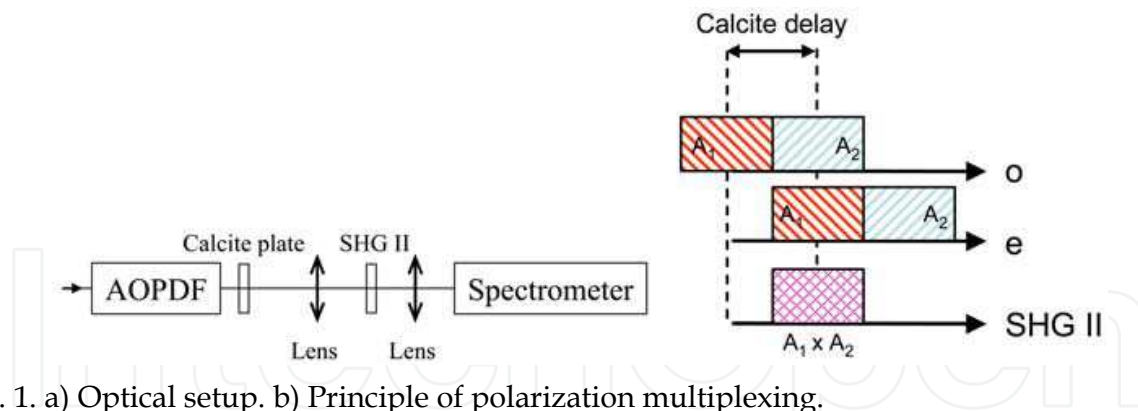 Calcite delay
A₁
A₂
o
A₁
A₂
e
SHG II
A₁ x A₂
Calcite plate
SHG II
AOPDF
Spectrometer
Lens
Lens
. 1. a) Optical setup. b) Principle of polarization multiplexing.